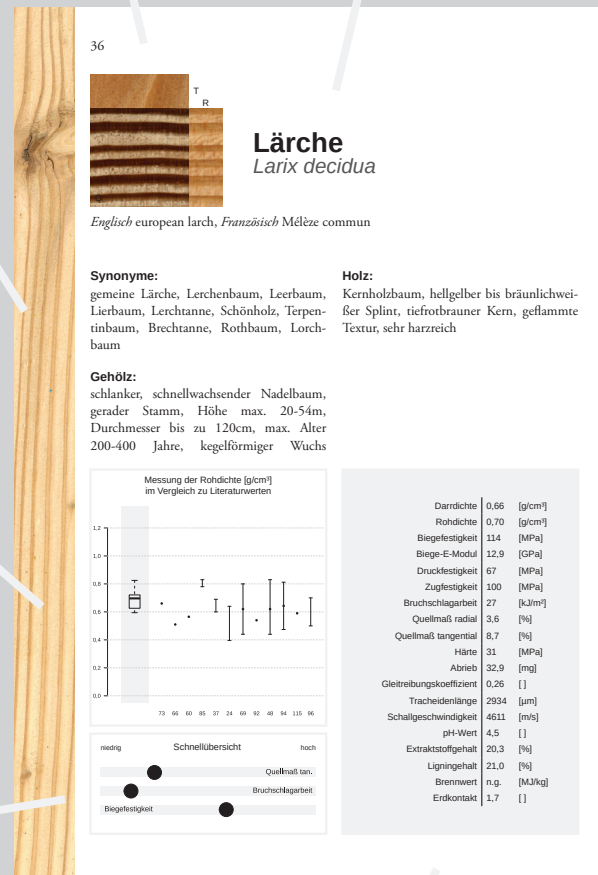 36
T
R
Lärche
Larix decidua
Englisch european larch, Französisch Mélèze commun
Synonyme:
gemeine Lärche, Lerchenbaum, Leerbaum,
Lierbaum, Lerchtanne, Schönholz, Terpen-
tinbaum, Brechtanne, Rothbaum, Lorch-
baum
Gehölz:
schlanker, schnellwachsender Nadelbaum,
gerader Stamm, Höhe max. 20-54m,
Durchmesser bis zu 120cm, max. Alter
200-400 Jahre, kegelförmiger Wuchs
Holz:
Kernholzbaum, hellgelber bis bräunlichwei-
ßer Splint, tiefrotbrauner Kern, geflammte
Textur, sehr harzreich
Messung der Rohdichte [g/cm³]
im Vergleich zu Literaturwerten
1,2
1,0
0,8
0,6
0,4
0,2
0,0
73 66 60 85 37 24 69 92 48 94 115 96
niedrig Schnellübersicht hoch
Quellmaß tan.
Bruchschlagarbeit
Biegefestigkeit
Darrdichte 0,66 [g/cm³]
Rohdichte 0,70 [g/cm³]
Biegefestigkeit 114 [MPa]
Biege-E-Modul 12,9 [GPa]
Druckfestigkeit 67 [MPa]
Zugfestigkeit 100 [MPa]
Bruchschlagarbeit 27 [kJ/m²]
Quellmaß radial 3,6 [%]
Quellmaß tangential 8,7 [%]
Härte 31 [MPa]
Abrieb 32,9 [mg]
Gleitreibungskoeffizient 0,26 [ ]
Tracheidenlänge 2934 [µm]
Schallgeschwindigkeit 4611 [m/s]
pH-Wert 4,5 [ ]
Extraktstoffgehalt 20,3 [%]
Ligningehalt 21,0 [%]
Brennwert n.g. [MJ/kg]
Erdkontakt 1,7 [ ]